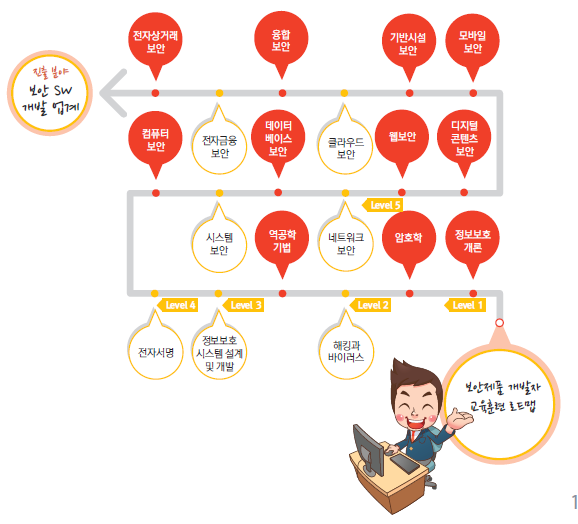 전자상거래
보안
융합
보안
기반시설
보안
모바일
보안
진출 분야
보안 SW
개발 업계
컴퓨터
보안
전자금융
보안
데이터
베이스
보안
클라우드
보안
웹보안
디지털
콘텐츠
보안
Level 5
시스템
보안
역공학
기법
네트워크
보안
암호학
정보보호
개론
Level 4
Level 3
Level 2
Level 1
전자서명
정보보호
시스템 설계
및 개발
해킹과
바이러스
보안제품 개발자
교육훈련 로드맵
1